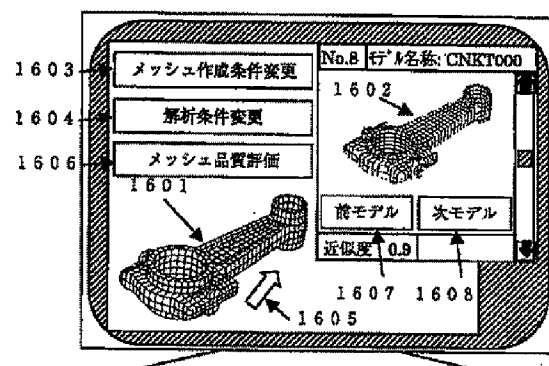 No.8 モデル名称:CNKT000
1603 メッシュ作成条件変更
1602
1604 解析条件変更
1606 メッシュ品質評価
1601
前モデル 次モデル
近似度 0.9
1607 1608
1605